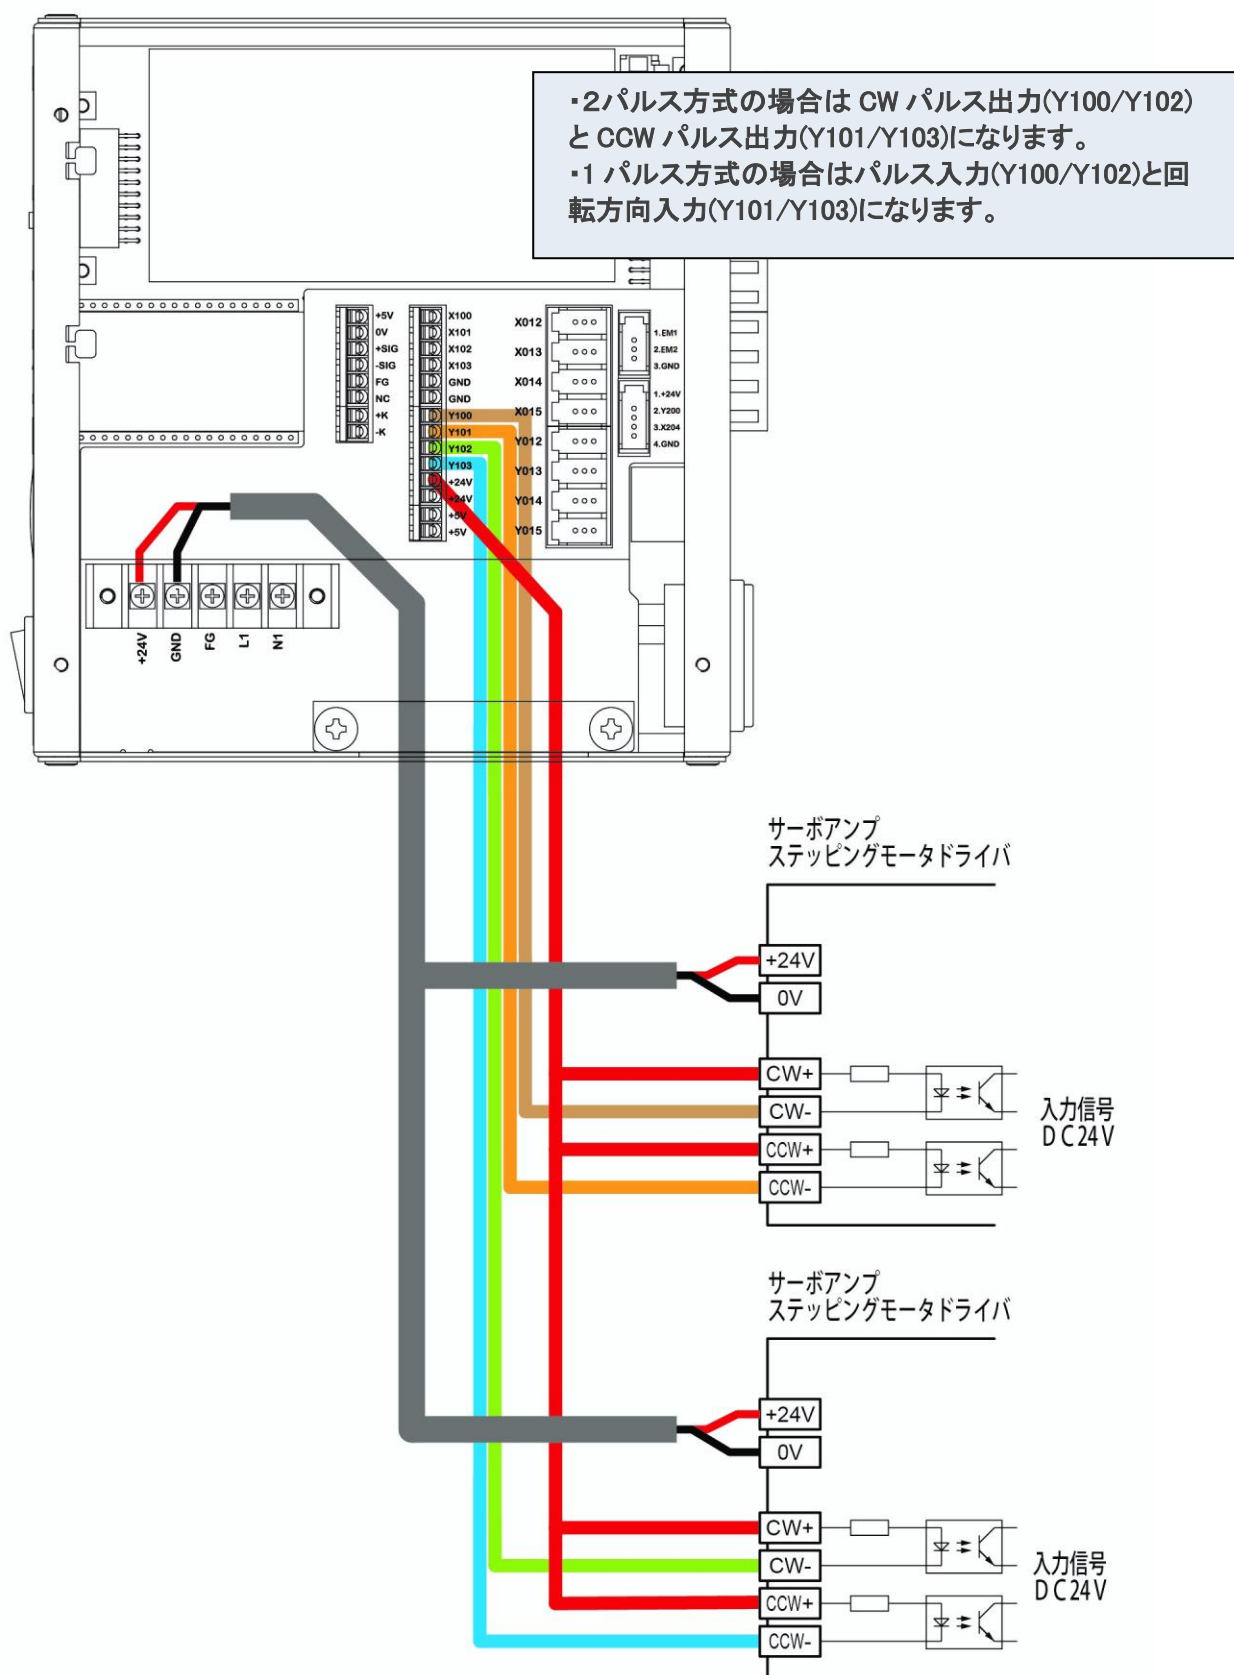 ・２パルス方式の場合は CW パルス出力(Y100/Y102)
と CCW パルス出力(Y101/Y103)になります。
・1 パルス方式の場合はパルス入力(Y100/Y102)と回
転方向入力(Y101/Y103)になります。
+5V
0V
+SIG
-SIG
FG
NC
+K
-K
X100
X101
X102
X103
GND
GND
Y100
Y101
Y102
Y103
+24V
+24V
+5V
+5V
X012
X013
X014
X015
Y012
Y013
Y014
Y015
1.EM1
2.EM2
3.GND
1.+24V
2.Y200
3.X204
4.GND
+24V
GND
FG
L1
N1
サーボアンプ
ステッピングモータドライバ
+24V
0V
CW+
CW-
CCW+
CCW-
入力信号
ＤＣ24V
サーボアンプ
ステッピングモータドライバ
+24V
0V
CW+
CW-
CCW+
CCW-
入力信号
ＤＣ24V